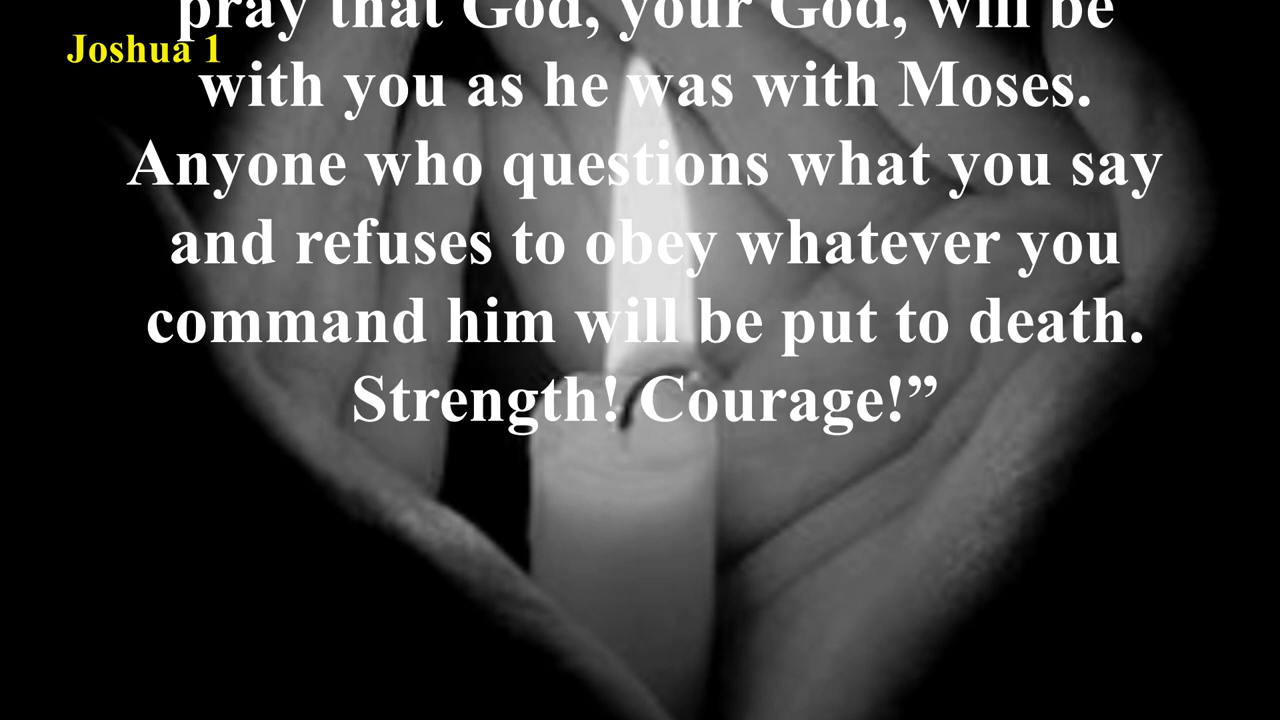 pray that God, your God, will be
Joshua 1
with you as he was with Moses.
Anyone who questions what you say
and refuses to obey whatever you
command him will be put to death.
Strength! Courage!”